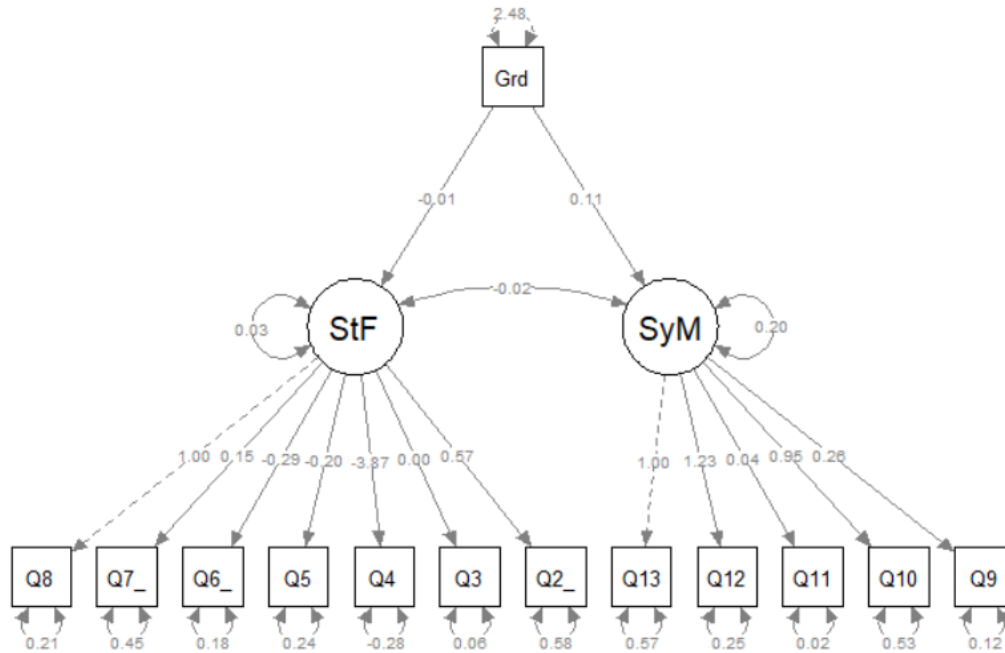 2.48
Grd
-0.01 0.11
-0.02
0.03 StF SyM 0.20
1.00 0.15 -0.29 -0.20 -3.87 0.00 0.57 1.00 1.23 0.04 0.95 0.26
Q8 Q7_ Q6_ Q5 Q4 Q3 Q2_ Q13 Q12 Q11 Q10 Q9
0.21 0.45 0.18 0.24 -0.28 0.06 0.58 0.57 0.25 0.02 0.53 0.12